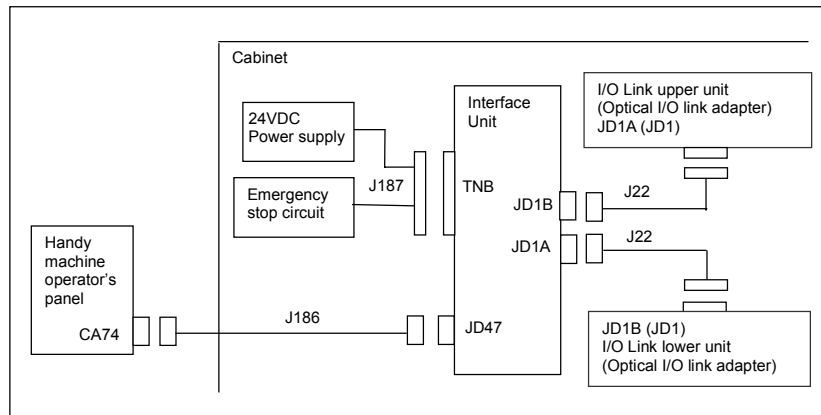 Cabinet
24VDC
Power supply
Emergency
stop circuit
J187
Interface
Unit
TNB
JD1B
JD1A
JD47
I/O Link upper unit
(Optical I/O link adapter)
JD1A (JD1)
J22
J22
JD1B (JD1)
I/O Link lower unit
(Optical I/O link adapter)
Handy
machine
operator’s
panel
CA74
J186